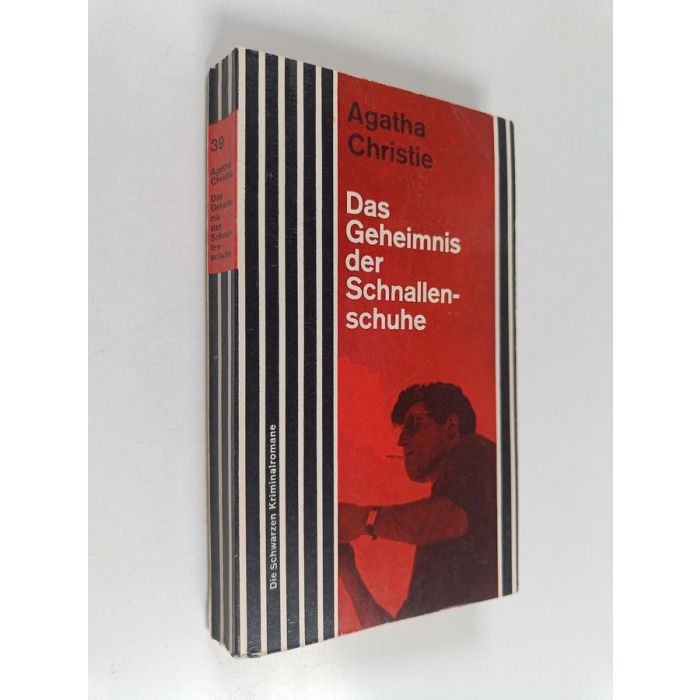 Agatha
Christie
Das
Geheimnis
der
Schnallen-
schuhe
Die Schwarzen Kriminalromane
39
Agatha
Christie
Das
Geheim-
nis
der
Schnal-
len-
schuhe